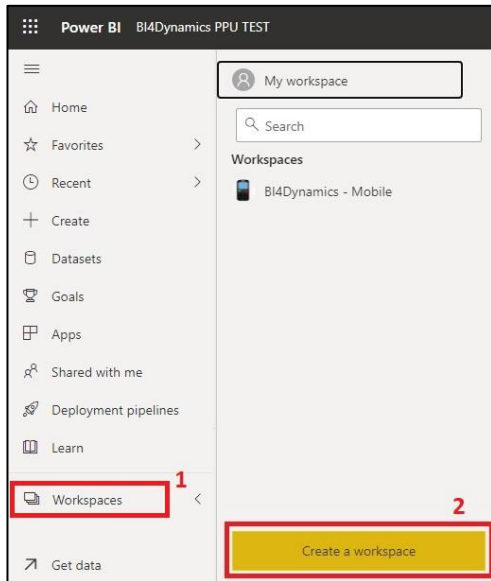 Power BI BI4Dynamics PPU TEST
My workspace
Home
Search
Favorites
Workspaces
Recent
BI4Dynamics - Mobile
Create
Datasets
Goals
Apps
Shared with me
Deployment pipelines
Learn
1
Workspaces
2
Create a workspace
Get data